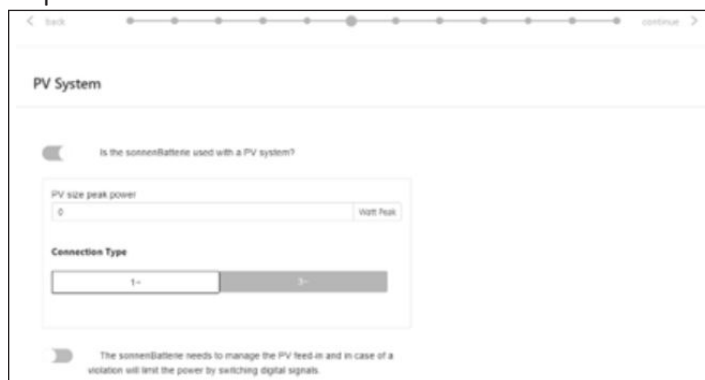 < back
continue >
PV System
Is the sonnenBatterie used with a PV system?
PV size peak power
0
Watt Peak
Connection Type
1~
3~
The sonnenBatterie needs to manage the PV feed-in and in case of a
violation will limit the power by switching digital signals.